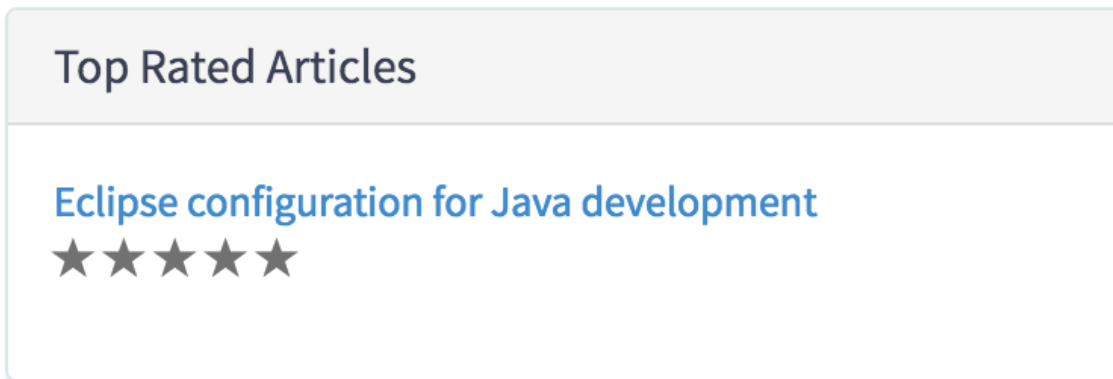 Top Rated Articles
Eclipse configuration for Java development